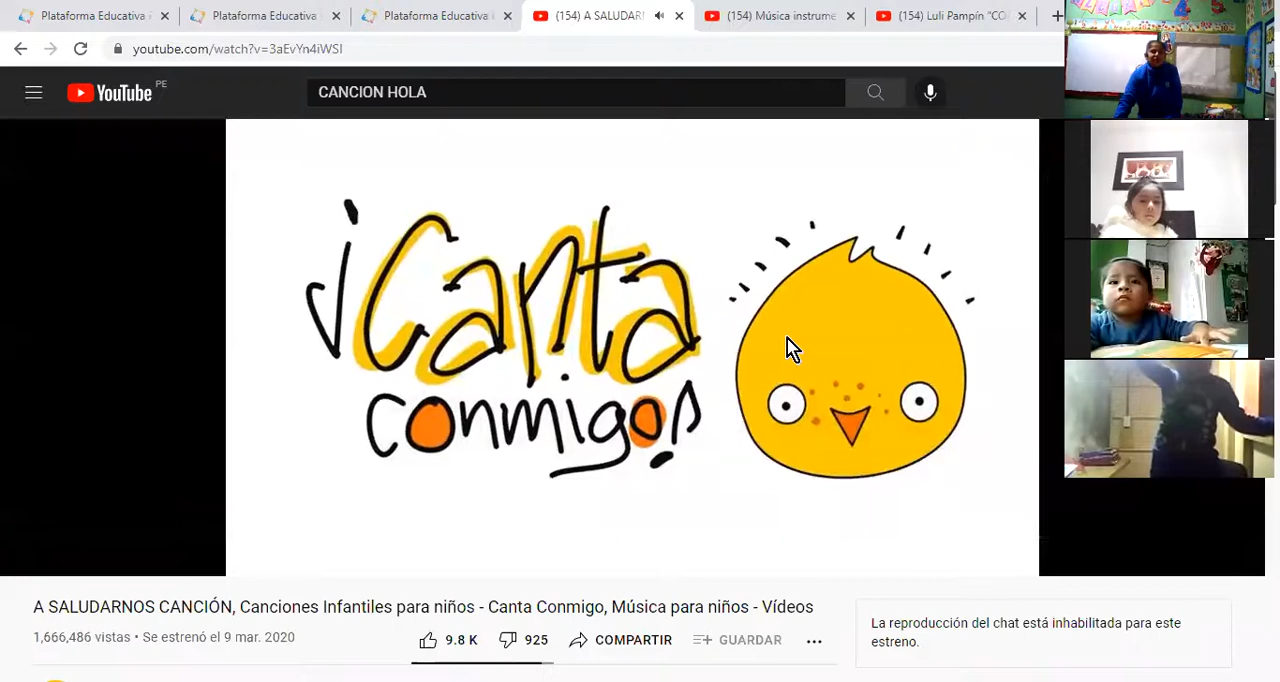 Plataforma Educativa
Plataforma Educativa
Plataforma Educativa
(154) A SALUDAR
(154) Música instrume
(154) Luli Pampín "CO
youtube.com/watch?v=3aEvYn4iWSI
YouTube PE
CANCION HOLA
¡Canta
conmigo!
A SALUDARNOS CANCIÓN, Canciones Infantiles para niños - Canta Conmigo, Música para niños - Vídeos
1,666,486 vistas • Se estrenó el 9 mar. 2020
9.8 K
925
COMPARTIR
GUARDAR
La reproducción del chat está inhabilitada para este
estreno.